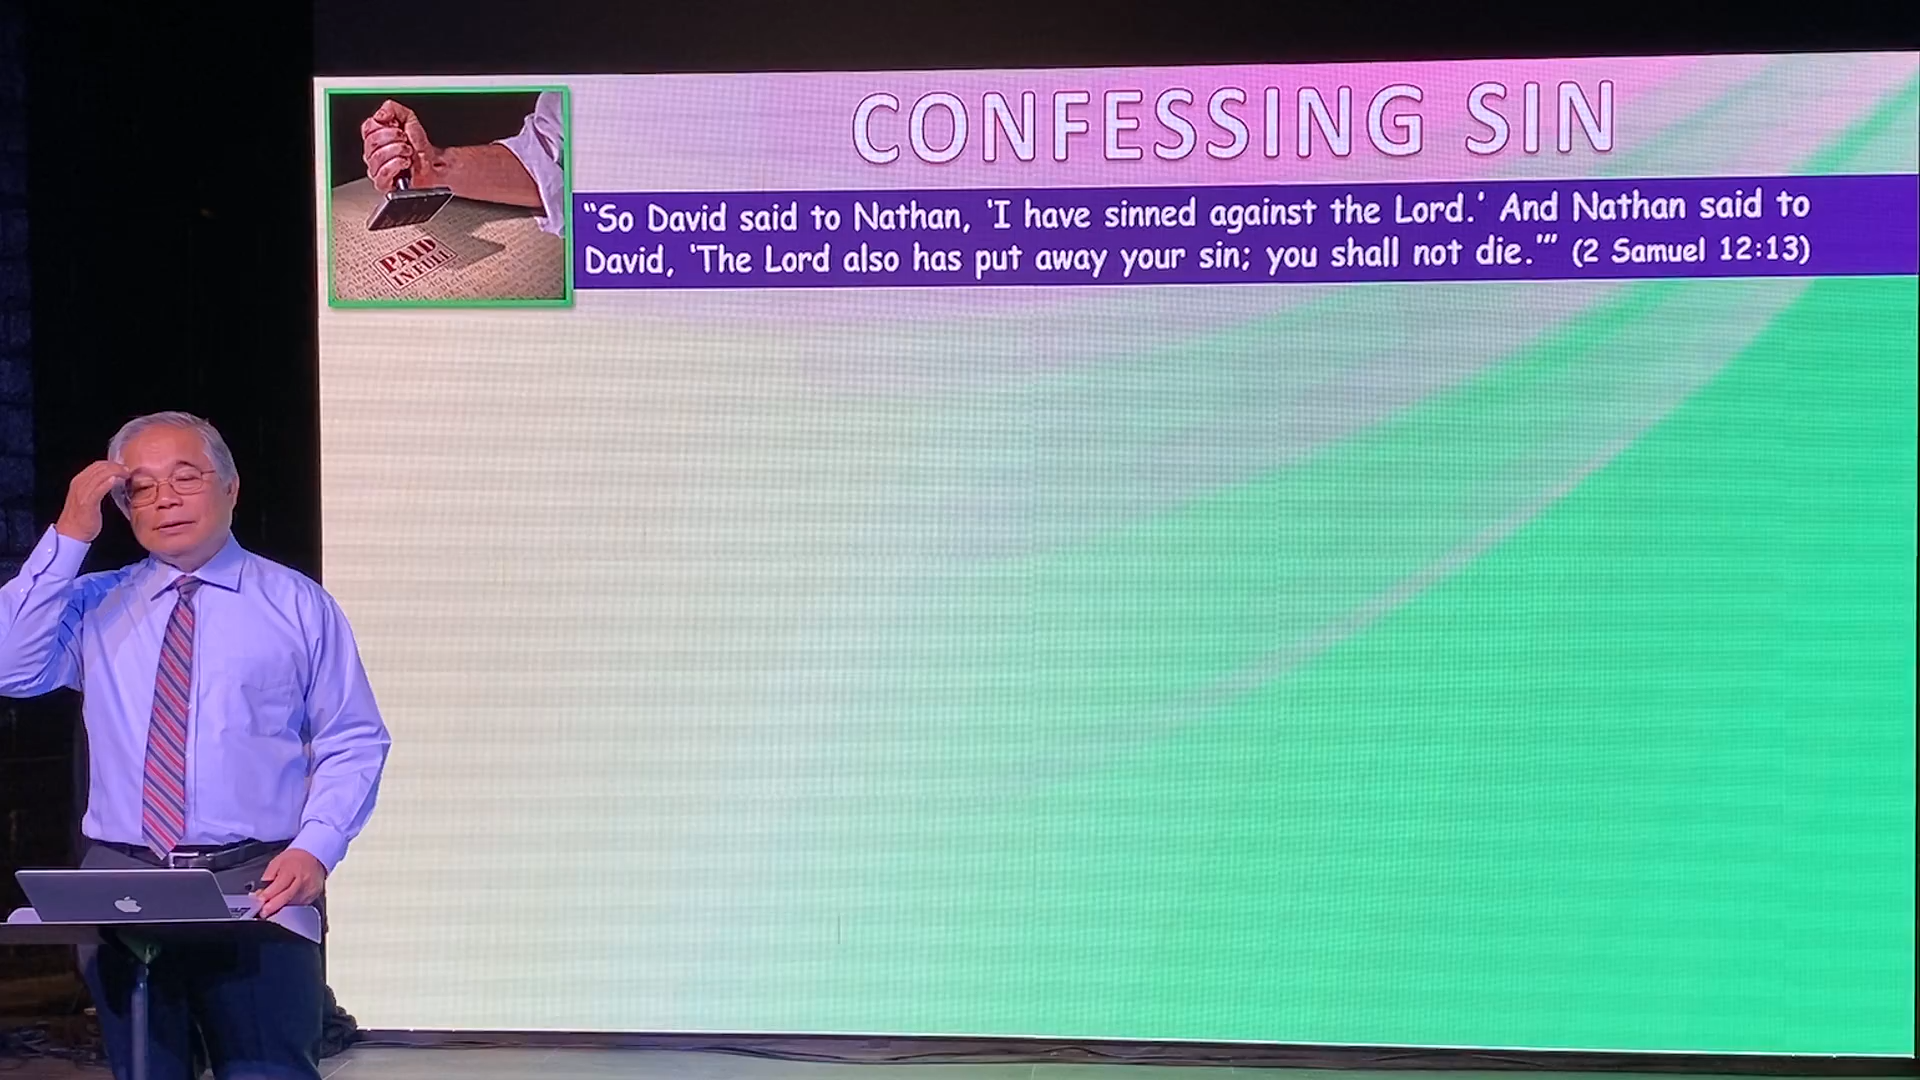 CONFESSING SIN
“So David said to Nathan, ‘I have sinned against the Lord.’ And Nathan said to
David, ‘The Lord also has put away your sin; you shall not die.’” (2 Samuel 12:13)
PAID
IN FULL